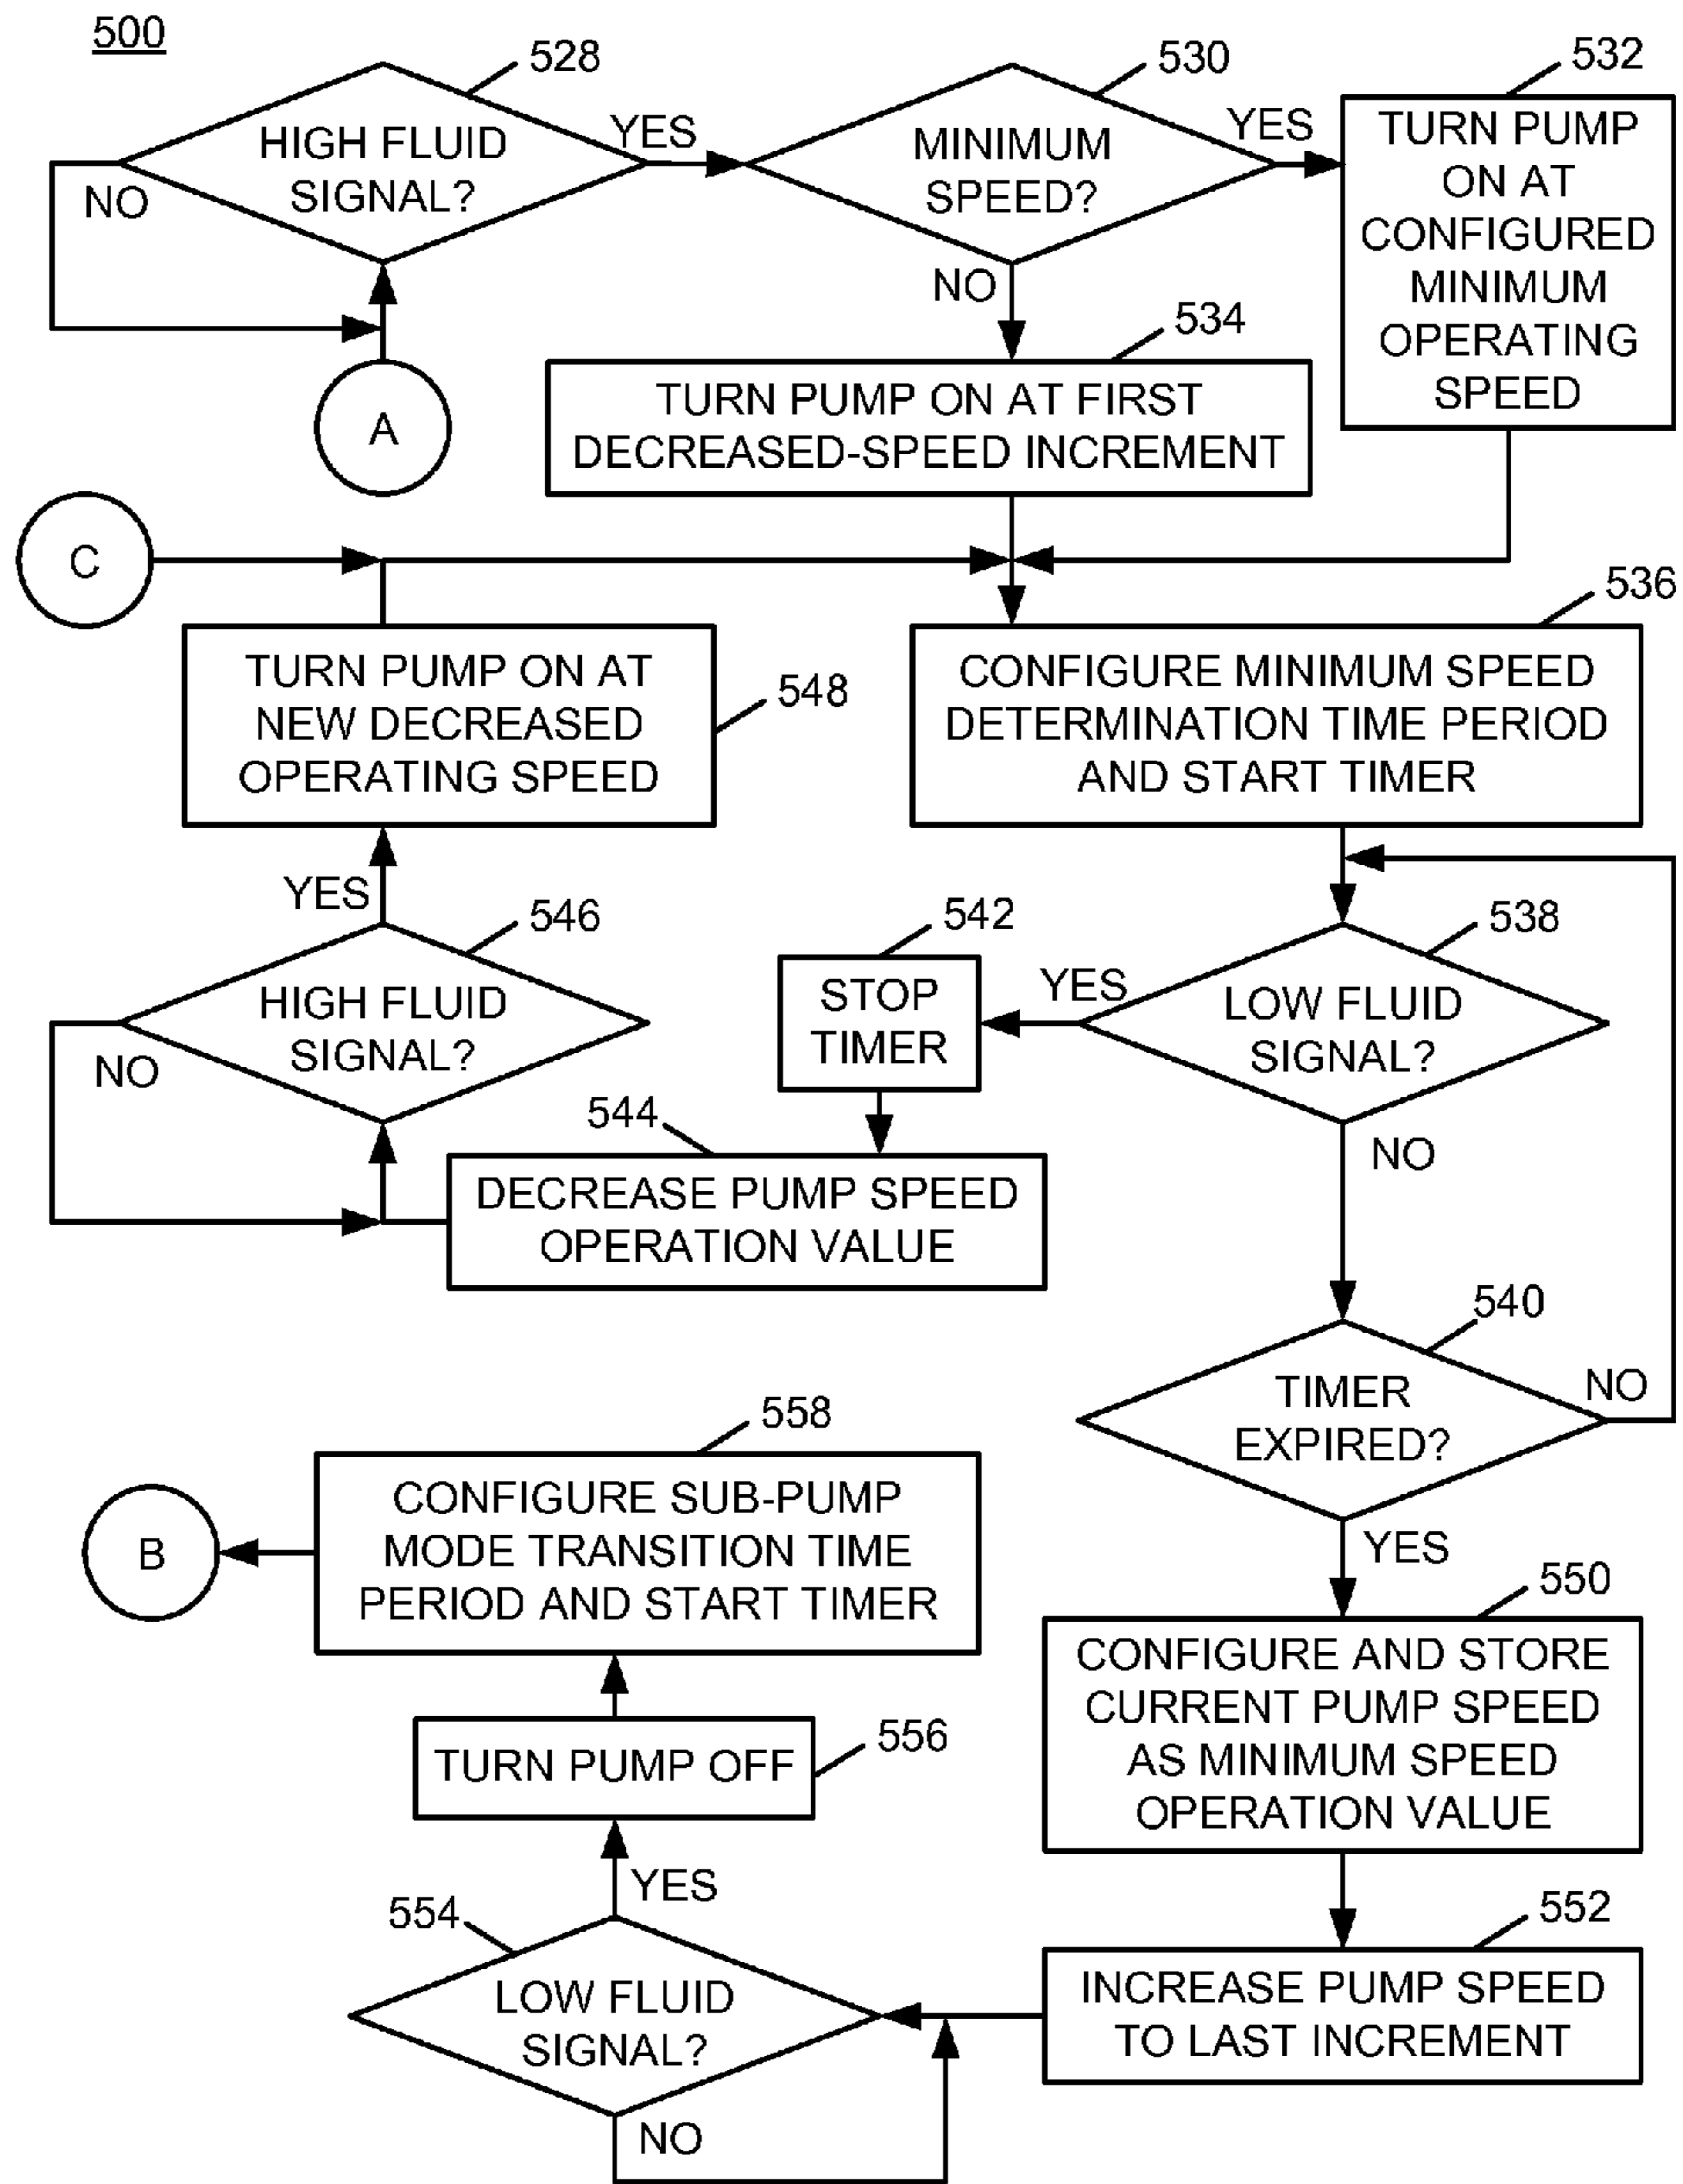 500
528
HIGH FLUID
SIGNAL?
YES
NO
530
MINIMUM
SPEED?
YES
NO
532
TURN PUMP
ON AT
CONFIGURED
MINIMUM
OPERATING
SPEED
A
534
TURN PUMP ON AT FIRST
DECREASED-SPEED INCREMENT
C
536
CONFIGURE MINIMUM SPEED
DETERMINATION TIME PERIOD
AND START TIMER
548
TURN PUMP ON AT
NEW DECREASED
OPERATING SPEED
YES
546
HIGH FLUID
SIGNAL?
NO
542
STOP
TIMER
YES
538
LOW FLUID
SIGNAL?
NO
544
DECREASE PUMP SPEED
OPERATION VALUE
540
TIMER
EXPIRED?
NO
YES
558
CONFIGURE SUB-PUMP
MODE TRANSITION TIME
PERIOD AND START TIMER
B
550
CONFIGURE AND STORE
CURRENT PUMP SPEED
AS MINIMUM SPEED
OPERATION VALUE
556
TURN PUMP OFF
YES
554
LOW FLUID
SIGNAL?
NO
552
INCREASE PUMP SPEED
TO LAST INCREMENT